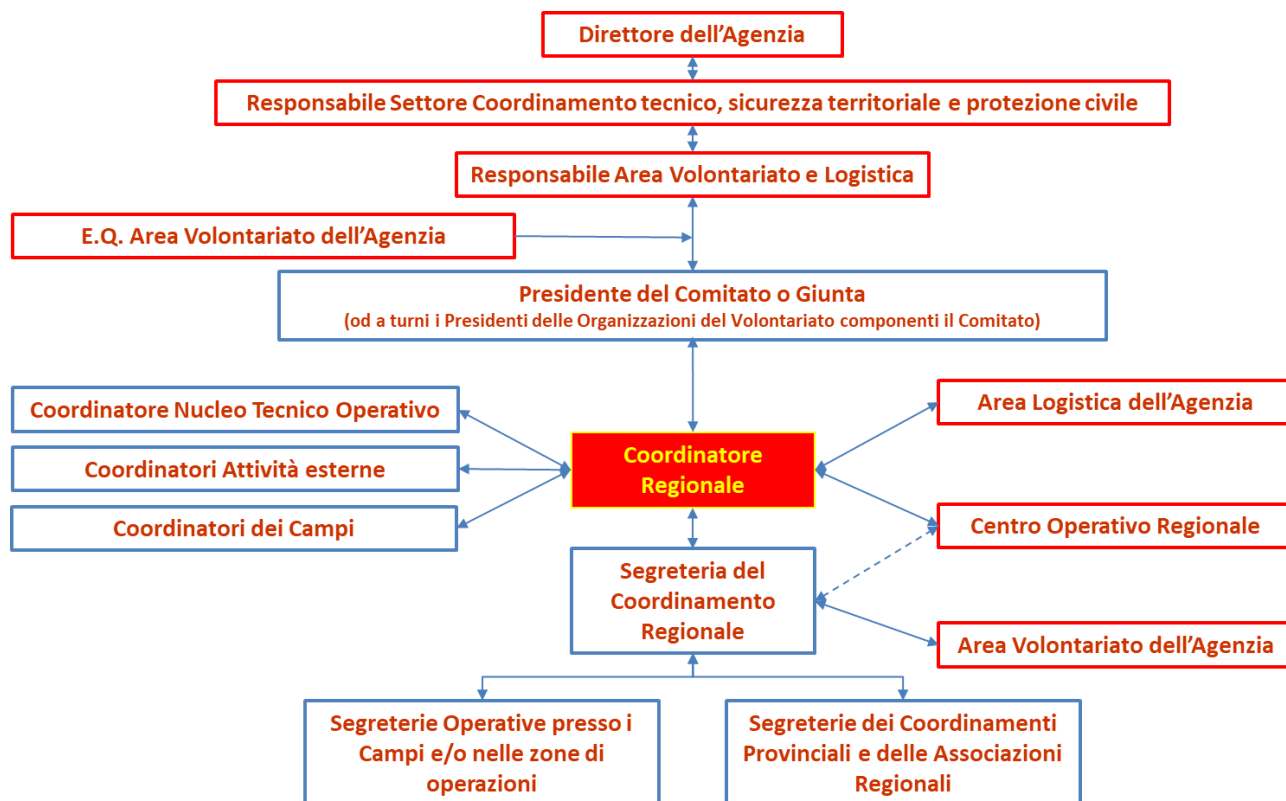 Direttore dell'Agenzia
Responsabile Settore Coordinamento tecnico, sicurezza territoriale e protezione civile
Responsabile Area Volontariato e Logistica
E.Q. Area Volontariato dell'Agenzia
Presidente del Comitato o Giunta
(od a turni i Presidenti delle Organizzazioni del Volontariato componenti il Comitato)
Coordinatore Nucleo Tecnico Operativo
Coordinatori Attività esterne
Coordinatori dei Campi
Coordinatore
Regionale
Area Logistica dell'Agenzia
Centro Operativo Regionale
Segreteria del
Coordinamento
Regionale
Area Volontariato dell'Agenzia
Segreterie Operative presso i
Campi e/o nelle zone di
operazioni
Segreterie dei Coordinamenti
Provinciali e delle Associazioni
Regionali